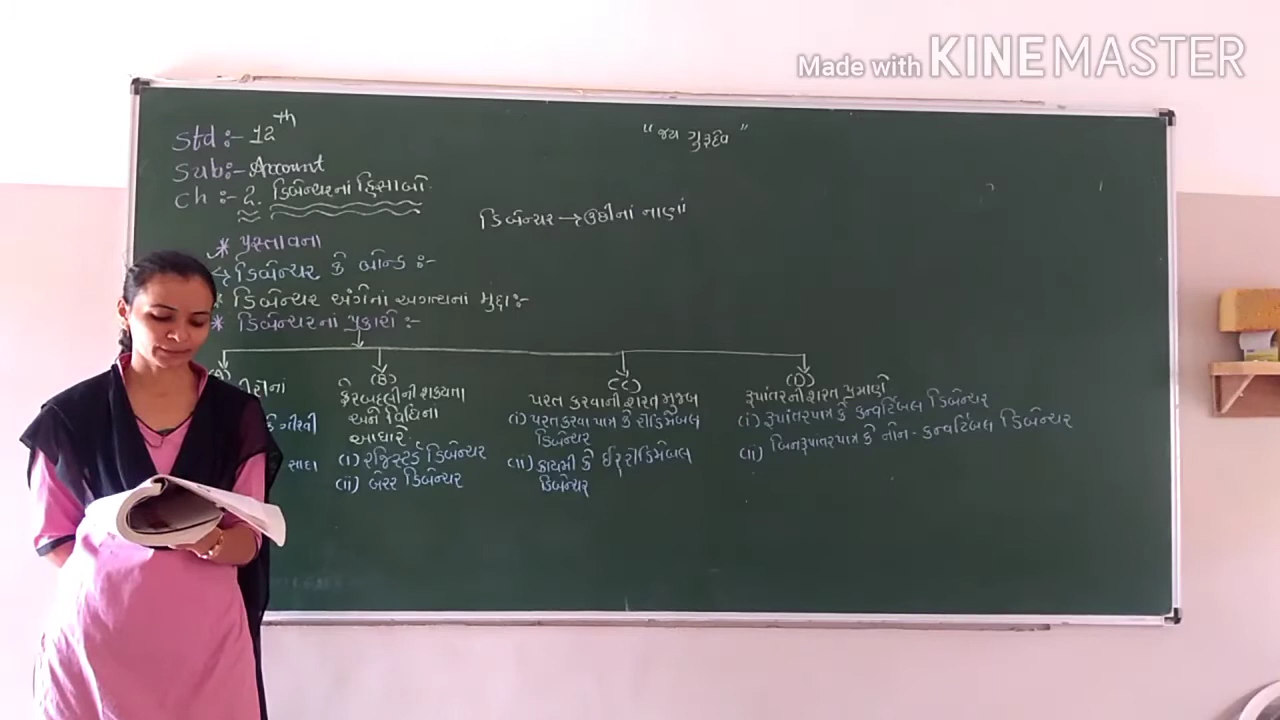 Made with KINEMASTER
"જય ગુરૂદેવ"
Std :- 12th
Sub :- Account
Ch :- 2. ડિબેન્ચરનાં હિસાબો
ડિબેન્ચર → ઉછીનાં નાણાં
* પ્રસ્તાવના
→ ડિબેન્ચર કે બોન્ડ :-
* ડિબેન્ચર અંગેનાં અગત્યનાં મુદ્દા :-
* ડિબેન્ચરનાં પ્રકારો :-
(A)
ગીરવી
સાદા
(B)
ફેરબદલીની શક્યતા
અને વિધિના
આધારે
(i) રજિસ્ટર્ડ ડિબેન્ચર
(ii) બેરર ડિબેન્ચર
(C)
પરત કરવાની શરત મુજબ
(i) પરત કરવા પાત્ર કે રીડિમેબલ
ડિબેન્ચર
(ii) કાયમી કે ઈરરીડિમેબલ
ડિબેન્ચર
(D)
રૂપાંતરની શરત પ્રમાણે
(i) રૂપાંતરપાત્ર કે કન્વર્ટિબલ ડિબેન્ચર
(ii) બિનરૂપાતરપાત્ર કે નોન - કન્વર્ટિબલ ડિબેન્ચર